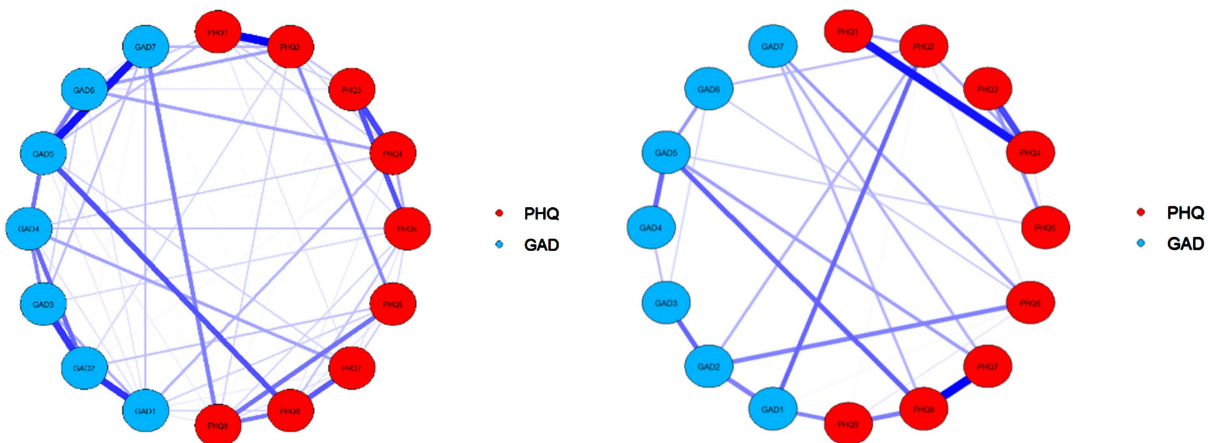 PHQ1
GAD7
PHQ2
GAD6
PHQ3
GAD5
PHQ4
GAD4
PHQ5
GAD3
PHQ6
GAD2
PHQ7
GAD1
PHQ8
PHQ9
PHQ
GAD
PHQ1
GAD7
PHQ2
GAD6
PHQ3
GAD5
PHQ4
GAD4
PHQ5
GAD3
PHQ6
GAD2
PHQ7
GAD1
PHQ8
PHQ9
PHQ
GAD